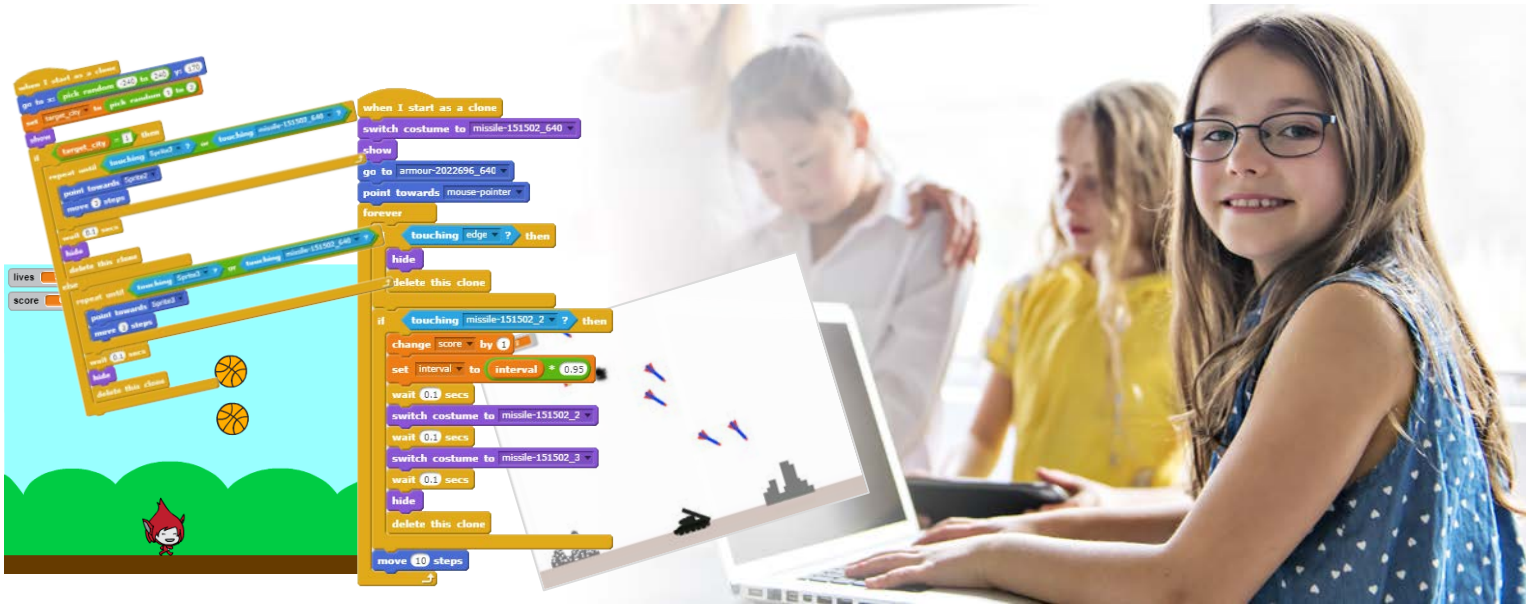 when I start as a clone
go to x: pick random -240 to 240 y: 170
set target_city to pick random 1 to 2
show
if target_city = 1 then
repeat until touching Sprite3 ? or touching missile-151502_640 ?
point towards Sprite2
move 3 steps
wait 0.1 secs
hide
delete this clone
else
repeat until touching Sprite3 ? or touching missile-151502_640 ?
point towards Sprite3
move 3 steps
wait 0.1 secs
hide
delete this clone
lives
score
when I start as a clone
switch costume to missile-151502_640
show
go to armour-2022696_640
point towards mouse-pointer
forever
touching edge ? then
hide
delete this clone
if touching missile-151502_2 ? then
change score by 1
set interval to interval * 0.95
wait 0.1 secs
switch costume to missile-151502_2
wait 0.1 secs
switch costume to missile-151502_3
wait 0.1 secs
hide
delete this clone
move 10 steps